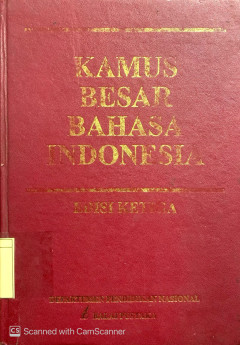 KAMUS
BESAR
BAHASA
INDONESIA
EDISI KETIGA
DEPARTEMEN PENDIDIKAN NASIONAL
BALAI PUSTAKA
CS Scanned with CamScanner